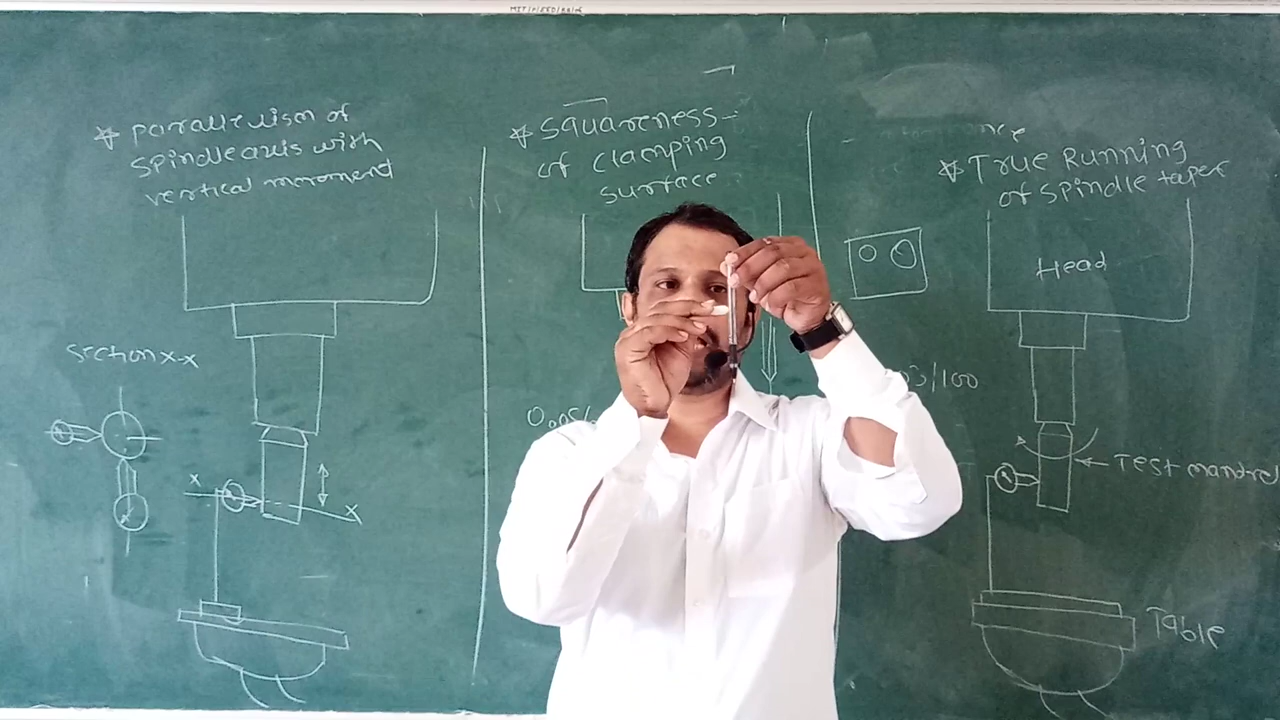 * Parallelism of
spindle axis with
vertical movement
Section x-x
x
X
* Squareness
of Clamping
surface
* True Running
of spindle taper
Head
Test mandrel
Table